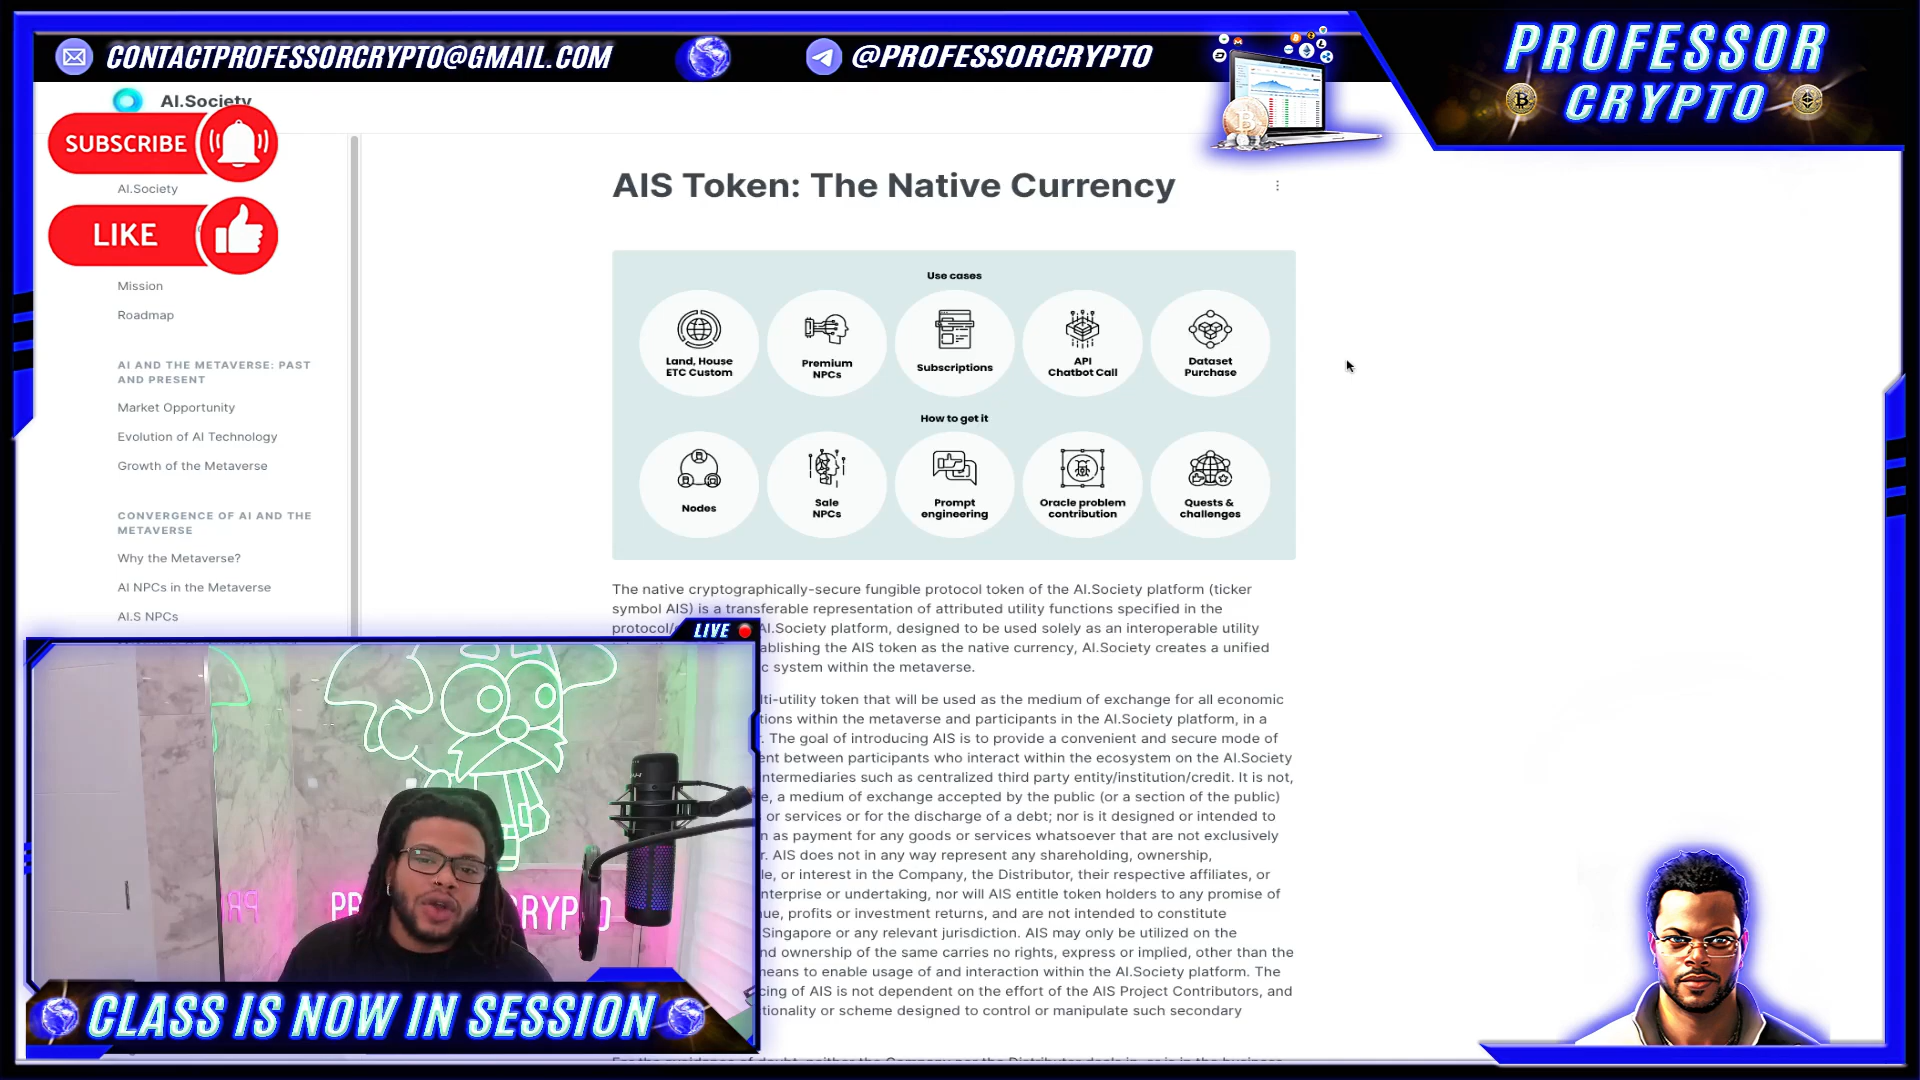 CONTACTPROFESSORCRYPTO@GMAIL.COM
@PROFESSORCRYPTO
PROFESSOR
CRYPTO
AI.Society
SUBSCRIBE
AI.Society
LIKE
Mission
Roadmap
AI AND THE METAVERSE: PAST
AND PRESENT
Market Opportunity
Evolution of AI Technology
Growth of the Metaverse
CONVERGENCE OF AI AND THE
METAVERSE
Why the Metaverse?
AI NPCs in the Metaverse
AI.S NPCs
AIS Token: The Native Currency
Use cases
Land, House
ETC Custom
Premium
NPCs
Subscriptions
API
Chatbot Call
Dataset
Purchase
How to get it
Nodes
Sale
NPCs
Prompt
engineering
Oracle problem
contribution
Quests &
challenges
The native cryptographically-secure fungible protocol token of the AI.Society platform (ticker
symbol AIS) is a transferable representation of attributed utility functions specified in the
protocol/ AI.Society platform, designed to be used solely as an interoperable utility
ablishing the AIS token as the native currency, AI.Society creates a unified
c system within the metaverse.
lti-utility token that will be used as the medium of exchange for all economic
tions within the metaverse and participants in the AI.Society platform, in a
. The goal of introducing AIS is to provide a convenient and secure mode of
ent between participants who interact within the ecosystem on the AI.Society
intermediaries such as centralized third party entity/institution/credit. It is not,
e, a medium of exchange accepted by the public (or a section of the public)
or services or for the discharge of a debt; nor is it designed or intended to
n as payment for any goods or services whatsoever that are not exclusively
r. AIS does not in any way represent any shareholding, ownership,
le, or interest in the Company, the Distributor, their respective affiliates, or
nterprise or undertaking, nor will AIS entitle token holders to any promise of
ue, profits or investment returns, and are not intended to constitute
Singapore or any relevant jurisdiction. AIS may only be utilized on the
nd ownership of the same carries no rights, express or implied, other than the
means to enable usage of and interaction within the AI.Society platform. The
cing of AIS is not dependent on the effort of the AIS Project Contributors, and
tionality or scheme designed to control or manipulate such secondary
LIVE
PR CRYPTO
CLASS IS NOW IN SESSION